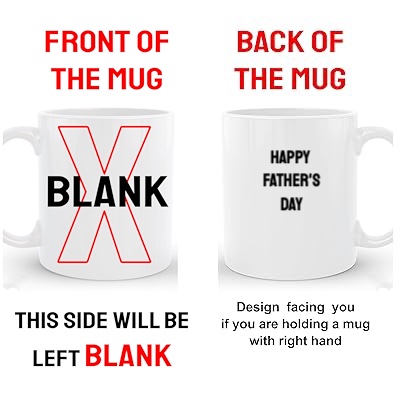 FRONT OF
THE MUG
X
BLANK
THIS SIDE WILL BE
LEFT BLANK
BACK OF
THE MUG
HAPPY
FATHER'S
DAY
Design facing you
if you are holding a mug
with right hand